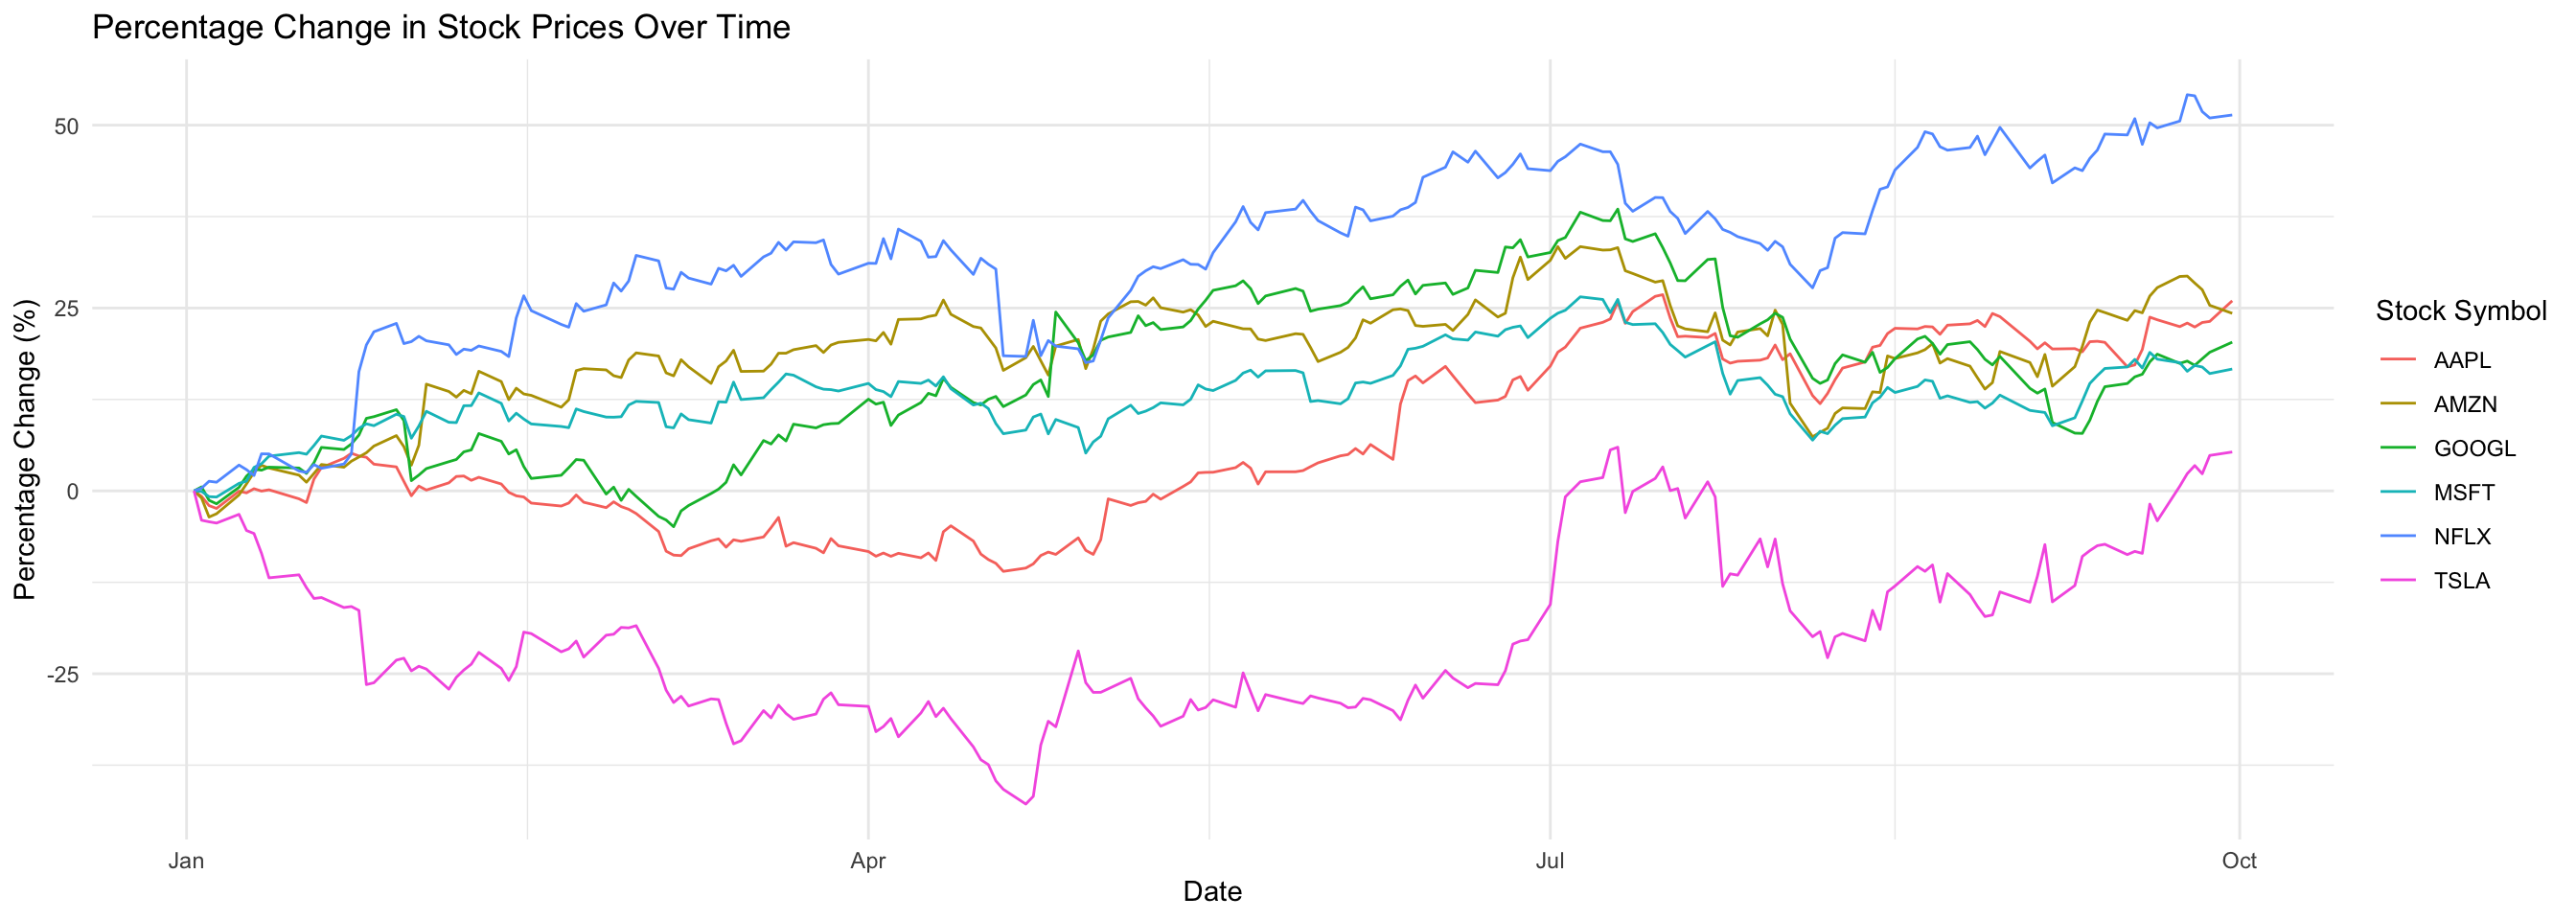 Percentage Change in Stock Prices Over Time
Percentage Change (%)
50
25
0
-25
Jan
Apr
Jul
Oct
Date
Stock Symbol
AAPL
AMZN
GOOGL
MSFT
NFLX
TSLA